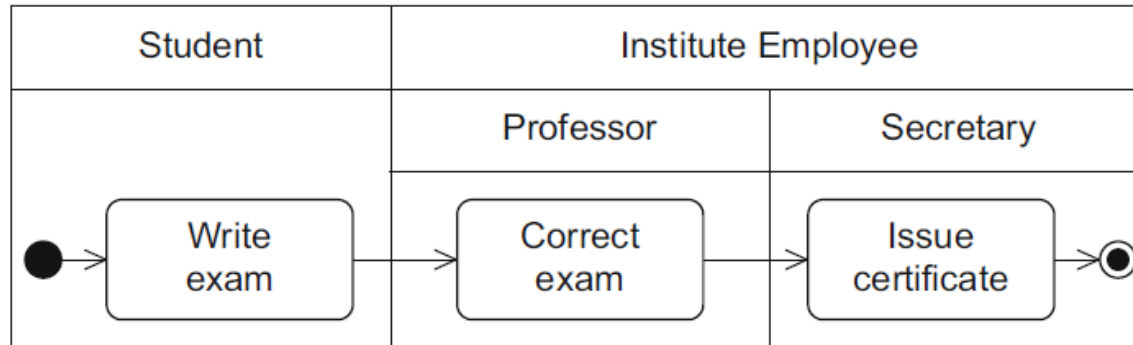 Student
Institute Employee
Professor
Secretary
Write
exam
Correct
exam
Issue
certificate